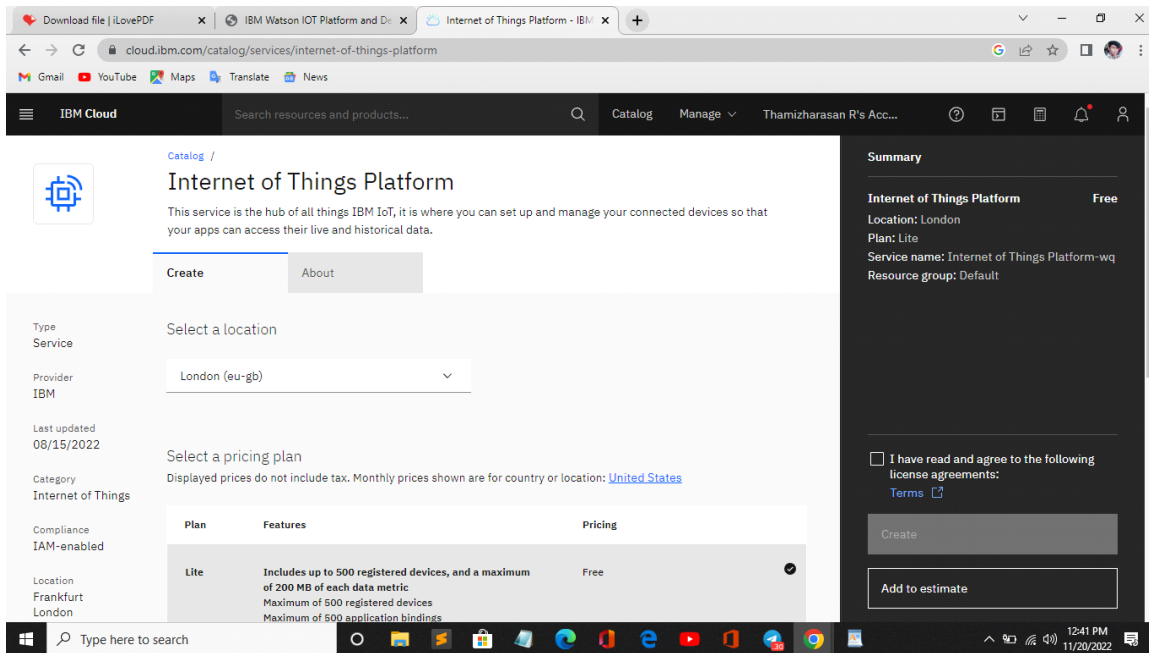 Download file | iLovePDF
IBM Watson IOT Platform and De
Internet of Things Platform - IBM
cloud.ibm.com/catalog/services/internet-of-things-platform
Gmail YouTube Maps Translate News
IBM Cloud
Search resources and products...
Catalog Manage Thamizharasan R's Acc...
Catalog /
Internet of Things Platform
This service is the hub of all things IBM IoT, it is where you can set up and manage your connected devices so that
your apps can access their live and historical data.
Create About
Type
Service
Provider
IBM
Last updated
08/15/2022
Category
Internet of Things
Compliance
IAM-enabled
Location
Frankfurt
London
Select a location
London (eu-gb)
Select a pricing plan
Displayed prices do not include tax. Monthly prices shown are for country or location: United States
Plan Features Pricing
Lite Includes up to 500 registered devices, and a maximum Free
of 200 MB of each data metric
Maximum of 500 registered devices
Maximum of 500 application bindings
Summary
Internet of Things Platform Free
Location: London
Plan: Lite
Service name: Internet of Things Platform-wq
Resource group: Default
I have read and agree to the following
license agreements:
Terms
Create
Add to estimate
Type here to search
30
12:41 PM
11/20/2022